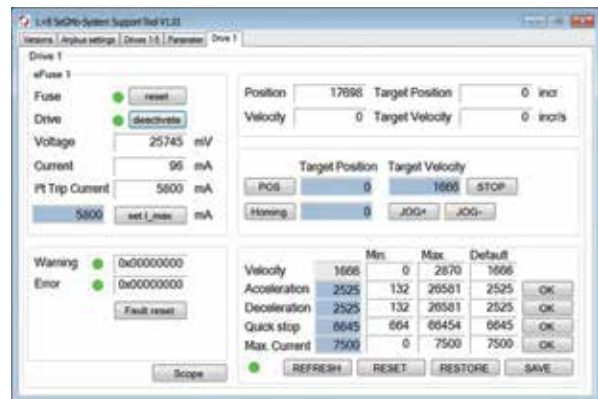 L+B SeGMo-System Support Tool V1.01
Versions Anybus settings Drives 1-5 Parameter Drive 1
Drive 1
eFuse 1
Fuse reset
Drive deactivate
Voltage 25745 mV
Current 96 mA
I²t Trip Current 5800 mA
5800 set I_max mA
Position 17698 Target Position 0 incr
Velocity 0 Target Velocity 0 incr/s
Target Position Target Velocity
POS 0 1666 STOP
Homing 0 JOG+ JOG-
Warning 0x00000000
Error 0x00000000
Fault reset
Scope
Min. Max. Default
Velocity 1666 0 2870 1666
Acceleration 2525 132 26581 2525 OK
Deceleration 2525 132 26581 2525 OK
Quick stop 6645 664 66454 6645 OK
Max. Current 7500 0 7500 7500 OK
REFRESH RESET RESTORE SAVE